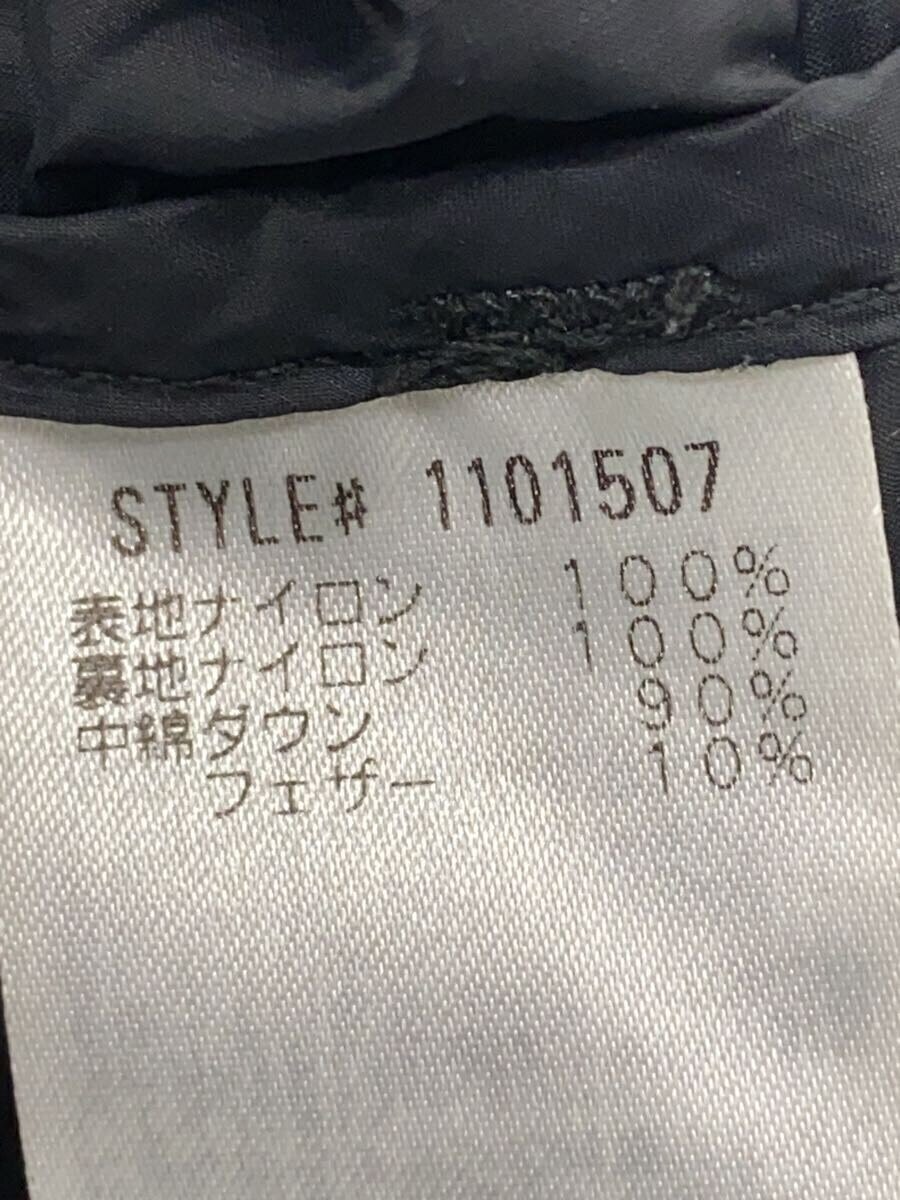 STYLE# 1101507
表地ナイロン 100%
裏地ナイロン 100%
中綿ダウン 90%
フェザー 10%